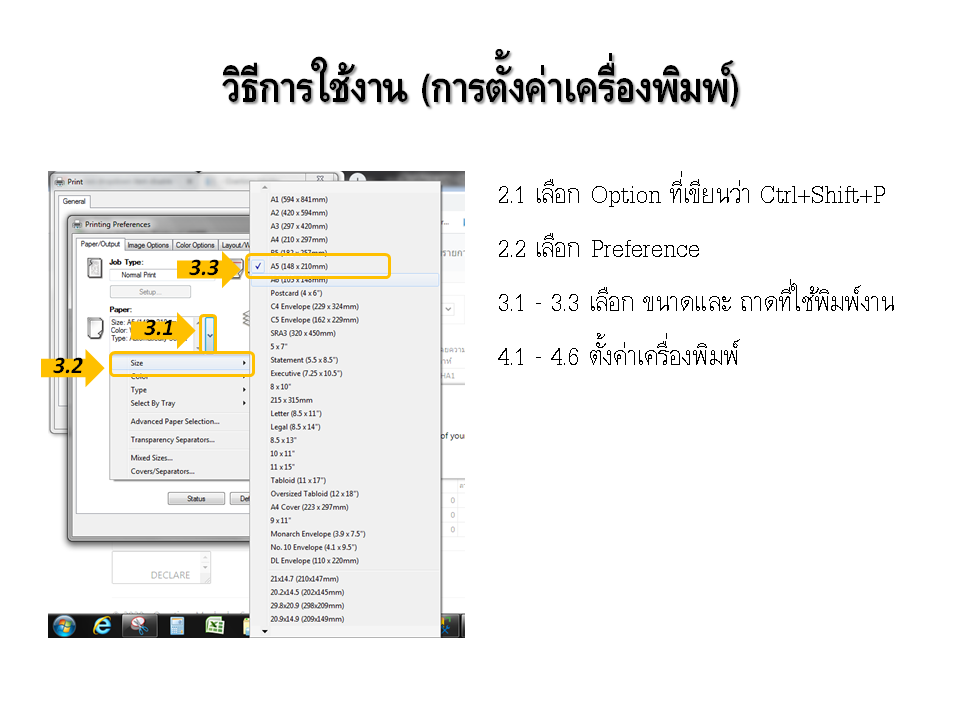 วิธีการใช้งาน (การตั้งค่าเครื่องพิมพ์)
2.1 เลือก Option ที่เขียนว่า Ctrl+Shift+P
2.2 เลือก Preference
3.1 - 3.3 เลือก ขนาดและ ถาดที่ใช้พิมพ์งาน
4.1 - 4.6 ตั้งค่าเครื่องพิมพ์
Print
General
Printing Preferences
Paper/Output
Image Options
Color Options
Layout/W
Job Type:
Normal Print
Setup...
Paper:
Size: A5
Color:
Type:
3.1
3.2
3.3
Size
Color
Type
Select By Tray
Advanced Paper Selection...
Transparency Separators...
Mixed Sizes...
Covers/Separators...
Status
Def
DECLARE
A1 (594 x 841mm)
A2 (420 x 594mm)
A3 (297 x 420mm)
A4 (210 x 297mm)
B5 (182 x 257mm)
A5 (148 x 210mm)
A6 (105 x 148mm)
Postcard (4 x 6")
C4 Envelope (229 x 324mm)
C5 Envelope (162 x 229mm)
SRA3 (320 x 450mm)
5 x 7"
Statement (5.5 x 8.5")
Executive (7.25 x 10.5")
8 x 10"
215 x 315mm
Letter (8.5 x 11")
Legal (8.5 x 14")
8.5 x 13"
10 x 11"
11 x 15"
Tabloid (11 x 17")
Oversized Tabloid (12 x 18")
A4 Cover (223 x 297mm)
9 x 11"
Monarch Envelope (3.9 x 7.5")
No. 10 Envelope (4.1 x 9.5")
DL Envelope (110 x 220mm)
21x14.7 (210x147mm)
20.2x14.5 (202x145mm)
29.8x20.9 (298x209mm)
20.9x14.9 (209x149mm)
HA1
of your
0
0
0